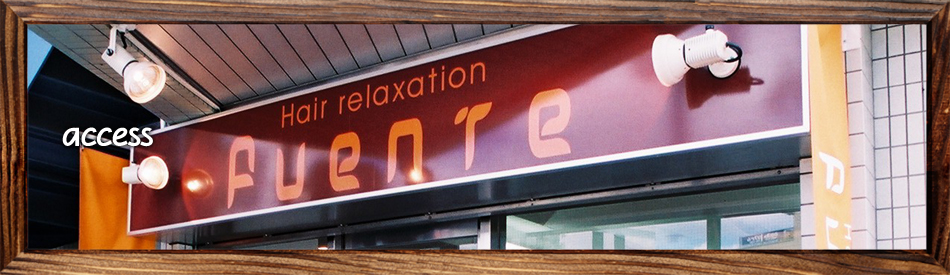 access
Hair relaxation
fuente